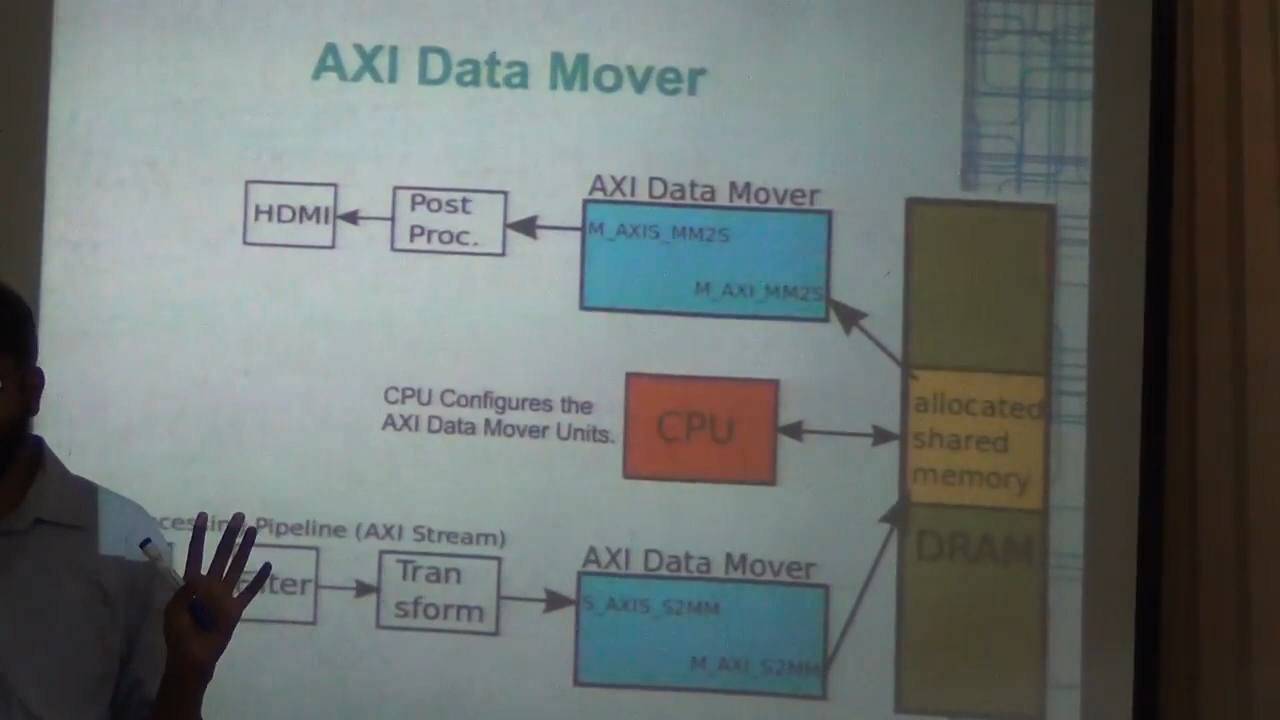 AXI Data Mover
AXI Data Mover
HDMI
Post
Proc.
M_AXIS_MM2S
M_AXI_MM2S
CPU Configures the
AXI Data Mover Units.
CPU
allocated
shared
memory
DRAM
Pipeline (AXI Stream)
Tran
sform
AXI Data Mover
S_AXIS_S2MM
M_AXI_S2MM